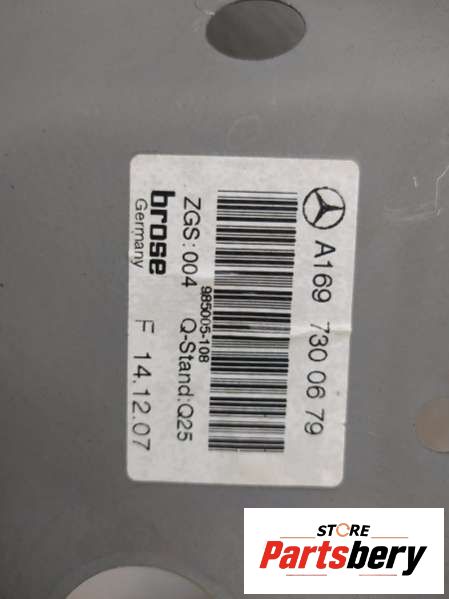 A169 730 06 79
985005-108
ZGS: 004 Q-Stand:Q25
brose
Germany F 14.12.07
STORE
Partsbery